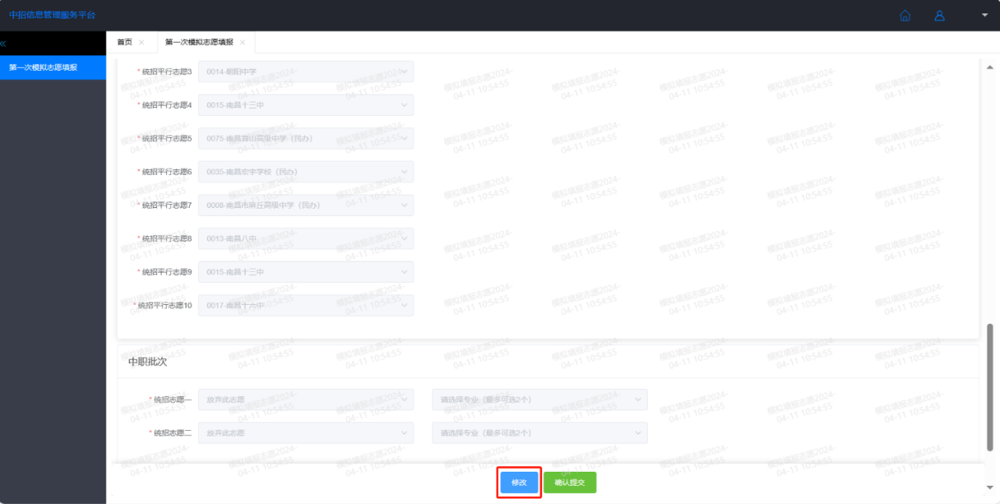 中招信息管理服务平台
首页
第一次模拟志愿填报
第一次模拟志愿填报
* 统招平行志愿3 0014-朝阳中学
* 统招平行志愿4 0015-南昌十三中
* 统招平行志愿5 0075-南昌育山高级中学（民办）
* 统招平行志愿6 0035-南昌宏宇学校（民办）
* 统招平行志愿7 0008-南昌市麻丘高级中学（民办）
* 统招平行志愿8 0013-南昌八中
* 统招平行志愿9 0015-南昌十三中
* 统招平行志愿10 0017-南昌十六中
中职批次
* 统招志愿一 放弃此志愿 请选择专业（最多可选2个）
* 统招志愿二 放弃此志愿 请选择专业（最多可选2个）
修改 确认提交
模拟填报志愿2024-
04-11 10:54:55